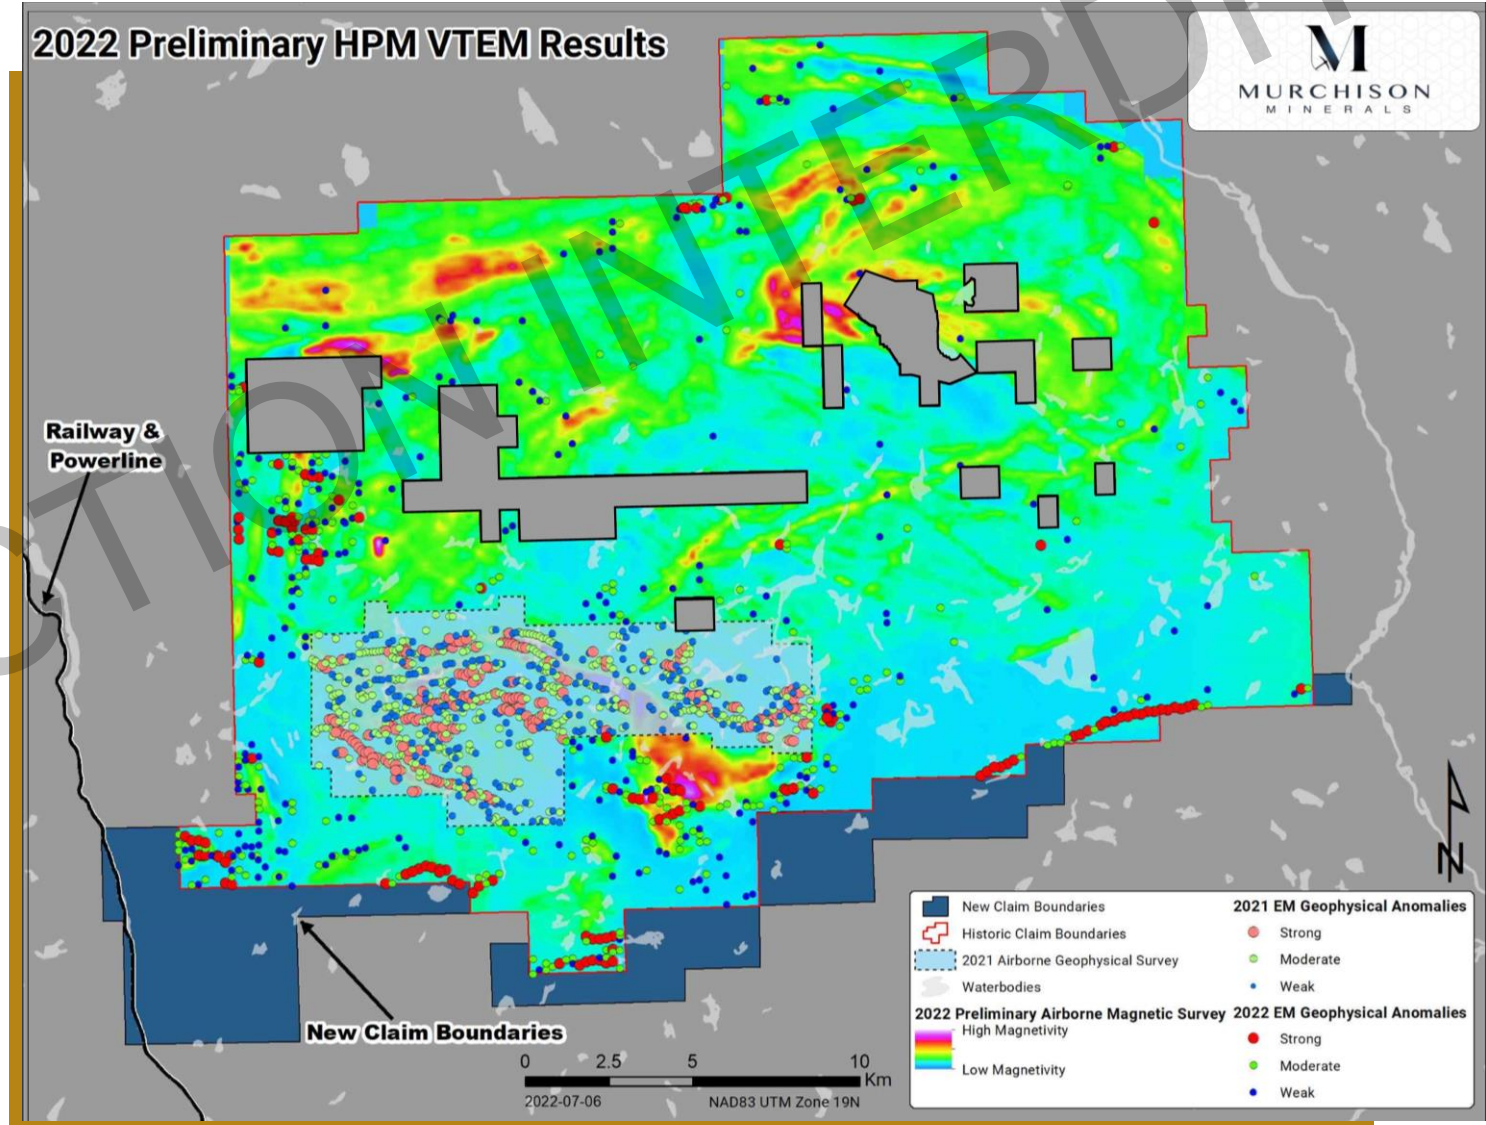 2022 Preliminary HPM VTEM Results
MURCHISON
MINERALS
Railway &
Powerline
New Claim Boundaries
0 2.5 5 10
Km
2022-07-06 NAD83 UTM Zone 19N
N
New Claim Boundaries
Historic Claim Boundaries
2021 Airborne Geophysical Survey
Waterbodies
2022 Preliminary Airborne Magnetic Survey
High Magnetivity
Low Magnetivity
2021 EM Geophysical Anomalies
Strong
Moderate
Weak
2022 EM Geophysical Anomalies
Strong
Moderate
Weak
CTION INTERDI